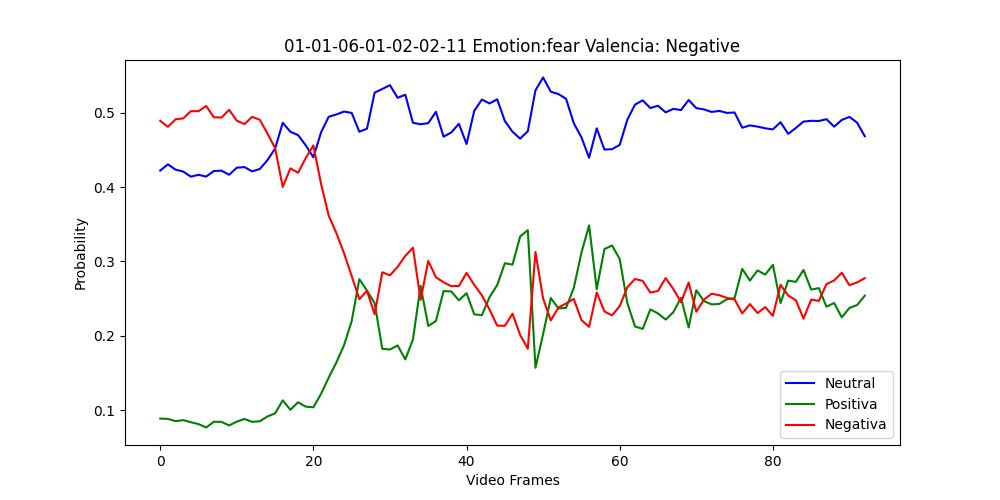 01-01-06-01-02-02-11 Emotion:fear Valencia: Negative
Probability
0.5
0.4
0.3
0.2
0.1
0 20 40 60 80
Video Frames
Neutral
Positiva
Negativa